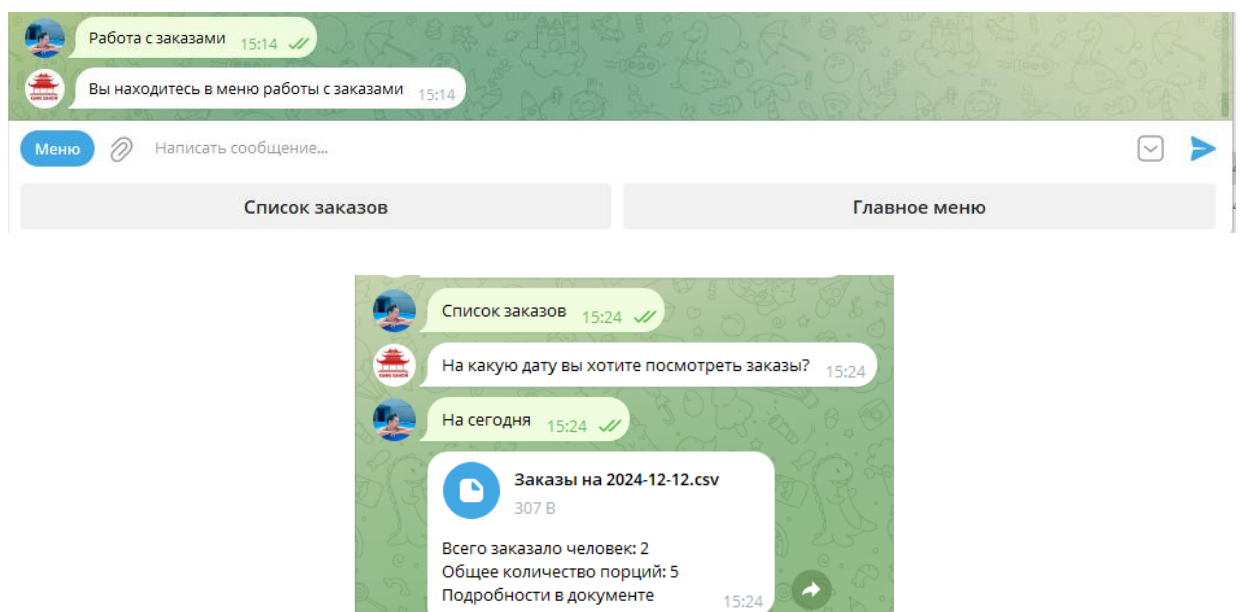 Работа с заказами 15:14
Вы находитесь в меню работы с заказами 15:14
Меню Написать сообщение...
Список заказов Главное меню
Список заказов 15:24
На какую дату вы хотите посмотреть заказы? 15:24
На сегодня 15:24
Заказы на 2024-12-12.csv
307 B
Всего заказало человек: 2
Общее количество порций: 5
Подробности в документе 15:24